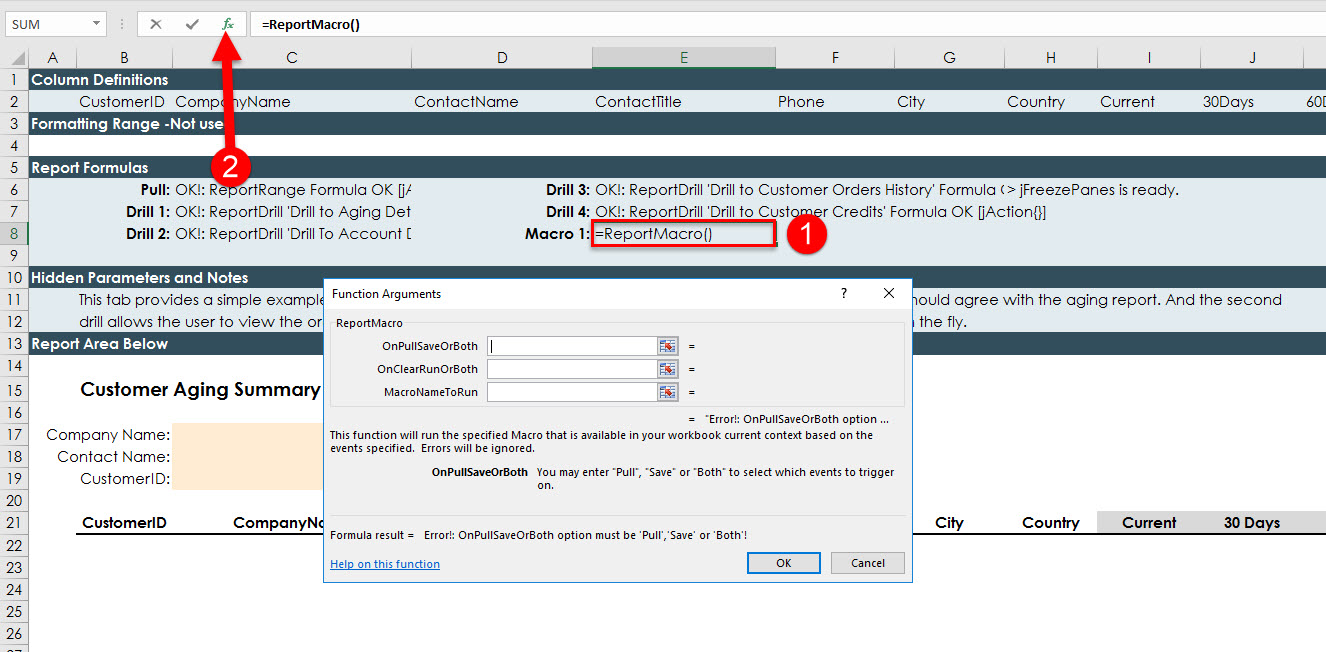 SUM =ReportMacro()
A B C D E F G H I J
1 Column Definitions
2 CustomerID CompanyName ContactName ContactTitle Phone City Country Current 30Days 60D
3 Formatting Range -Not use
4
5 Report Formulas
2
6 Pull: OK!: ReportRange Formula OK [j Drill 3: OK!: ReportDrill 'Drill to Customer Orders History' Formula > jFreezePanes is ready.
7 Drill 1: OK!: ReportDrill 'Drill to Aging Det Drill 4: OK!: ReportDrill 'Drill to Customer Credits' Formula OK [jAction{}]
8 Drill 2: OK!: ReportDrill 'Drill To Account D Macro 1: =ReportMacro() 1
9
10 Hidden Parameters and Notes
11 This tab provides a simple example ould agree with the aging report. And the second
12 drill allows the user to view the or the fly.
13 Report Area Below
14
15 Customer Aging Summary
16
17 Company Name:
18 Contact Name:
19 CustomerID:
20
21 CustomerID CompanyNa City Country Current 30 Days
22
23
24
25
26
27
Function Arguments ?
ReportMacro
OnPullSaveOrBoth =
OnClearRunOrBoth =
MacroNameToRun =
= "Error!: OnPullSaveOrBoth option ...
This function will run the specified Macro that is available in your workbook current context based on the
events specified. Errors will be ignored.
OnPullSaveOrBoth You may enter "Pull", "Save" or "Both" to select which events to trigger
on.
Formula result = Error!: OnPullSaveOrBoth option must be 'Pull','Save' or 'Both'!
Help on this function OK Cancel